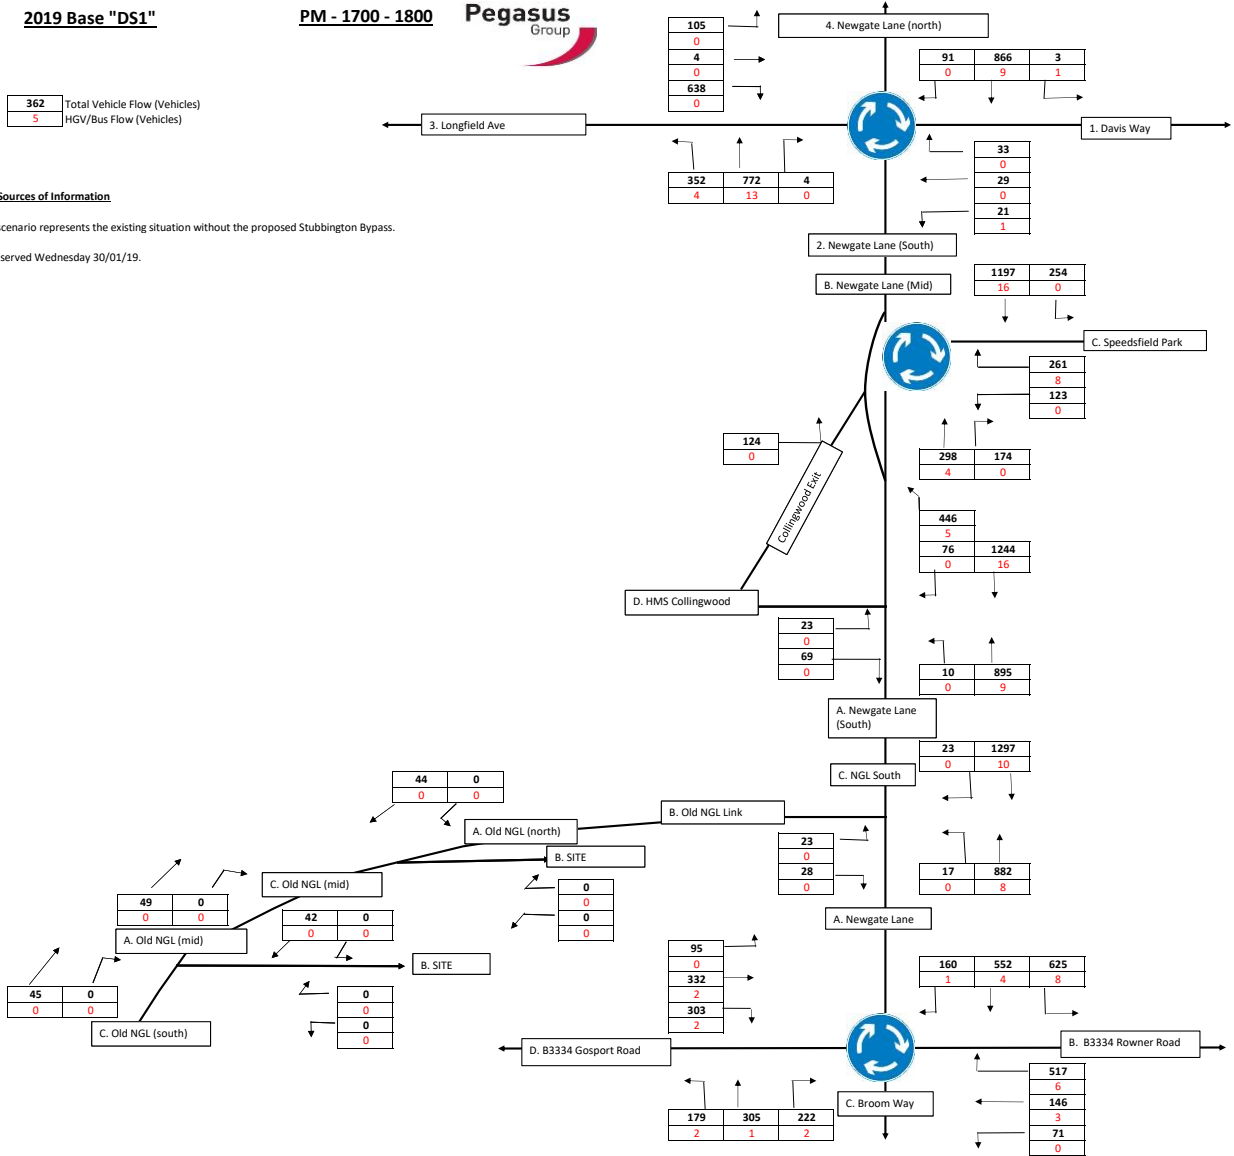 2019 Base "DS1"
PM - 1700 - 1800
Pegasus
Group
362 Total Vehicle Flow (Vehicles)
5 HGV/Bus Flow (Vehicles)
Sources of Information
scenario represents the existing situation without the proposed Stubbington Bypass.
served Wednesday 30/01/19.
105
0
4
0
638
0
4. Newgate Lane (north)
91 866 3
0 9 1
3. Longfield Ave
1. Davis Way
352 772 4
4 13 0
33
0
29
0
21
1
2. Newgate Lane (South)
B. Newgate Lane (Mid)
1197 254
16 0
C. Speedsfield Park
261
8
123
0
124
0
298 174
4 0
Collingwood Exit
446
5
76 1244
0 16
D. HMS Collingwood
23
0
69
0
10 895
0 9
A. Newgate Lane
(South)
23 1297
0 10
C. NGL South
44 0
0 0
B. Old NGL Link
A. Old NGL (north)
23
0
28
0
B. SITE
17 882
0 8
C. Old NGL (mid)
49 0
0 0
0
0
0
0
42 0
0 0
A. Newgate Lane
A. Old NGL (mid)
B. SITE
95
0
332
2
303
2
160 552 625
1 4 8
45 0
0 0
0
0
0
0
C. Old NGL (south)
D. B3334 Gosport Road
B. B3334 Rowner Road
C. Broom Way
179 305 222
2 1 2
517
6
146
3
71
0